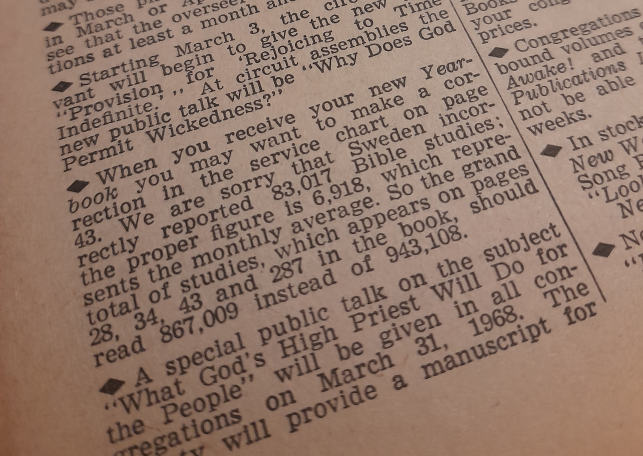 may
◆ Those
in March or
see that the overseer
tions at least a month and
◆ Starting March 3, the
vant will begin to give the new
"Provision for 'Rejoicing to Time
Indefinite.'" At circuit assemblies the
new public talk will be "Why Does God
Permit Wickedness?"
◆ When you receive your new Year-
book you may want to make a cor-
rection in the service chart on page
43. We are sorry that Sweden incor-
rectly reported 83,017 Bible studies;
the proper figure is 6,918, which repre-
sents the monthly average. So the grand
total of studies, which appears on pages
28, 34, 43 and 287 in the book, should
read 867,009 instead of 943,108.
◆ A special public talk on the subject
"What God's High Priest Will Do for
the People" will be given in all con-
gregations on March 31, 1968. The
will provide a manuscript for
your
prices.
◆ Congregations
bound volumes
Awake! and
Publications
not be able
weeks.
◆ In stock
New
Song
"Look
Ne
◆